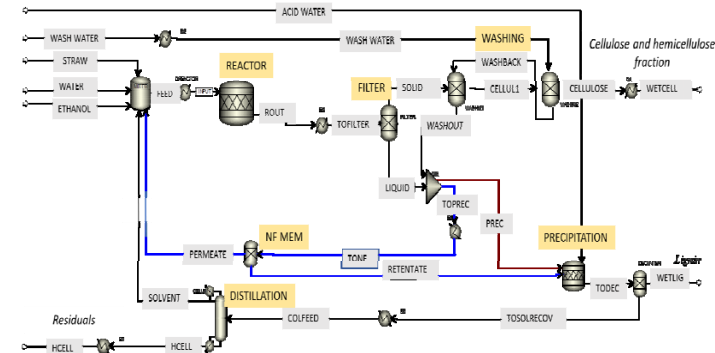 ACID WATER
WASH WATER
WASH WATER
WASHING
Cellulose and hemicellulose
fraction
STRAW
REACTOR
WASHBACK
WATER
FEED
INPUT
FILTER
SOLID
CELLUL1
CELLULOSE
WETCELL
ETHANOL
ROUT
TOFILTER
WASHOUT
LIQUID
TOPREC
PREC
NF MEM
PRECIPITATION
PERMEATE
RETENTATE
TODEC
WETLIG
SOLVENT
DISTILLATION
Residuals
COLFEED
TOSOLRECOV
HCELL
HCELL